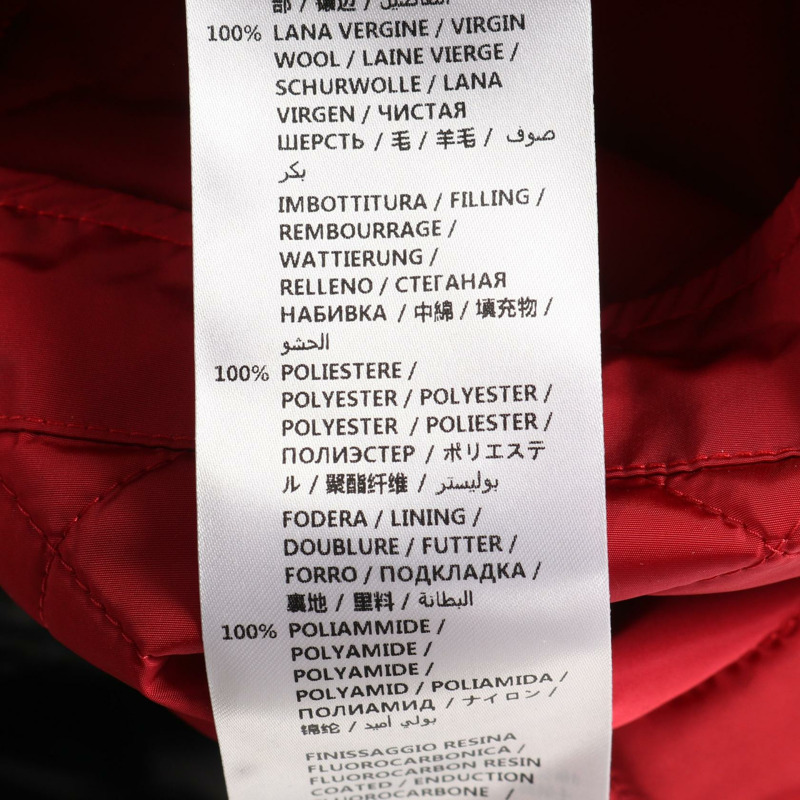 100% LANA VERGINE / VIRGIN
WOOL / LAINE VIERGE /
SCHURWOLLE / LANA
VIRGEN / ЧИСТАЯ
ШЕРСТЬ / 毛 / 羊毛 / صوف
بكر
IMBOTTITURA / FILLING /
REMBOURRAGE /
WATTIERUNG /
RELLENO / СТЕГАНАЯ
НАБИВКА / 中綿 / 填充物 /
الحشو
100% POLIESTERE /
POLYESTER / POLYESTER /
POLYESTER / POLIESTER /
ПОЛИЭСТЕР / ポリエステ
ル / 聚酯纤维 / بوليستر
FODERA / LINING /
DOUBLURE / FUTTER /
FORRO / ПОДКЛАДКА /
裏地 / 里料 / البطانة
100% POLIAMMIDE /
POLYAMIDE /
POLYAMIDE /
POLYAMID / POLIAMIDA /
ПОЛИАМИД / ナイロン /
锦纶 / بولي اميد
FINISSAGGIO RESINA
FLUOROCARBONICA /
FLUOROCARBON RESIN
COATED / ENDUCTION
FLUOROCARBONE /